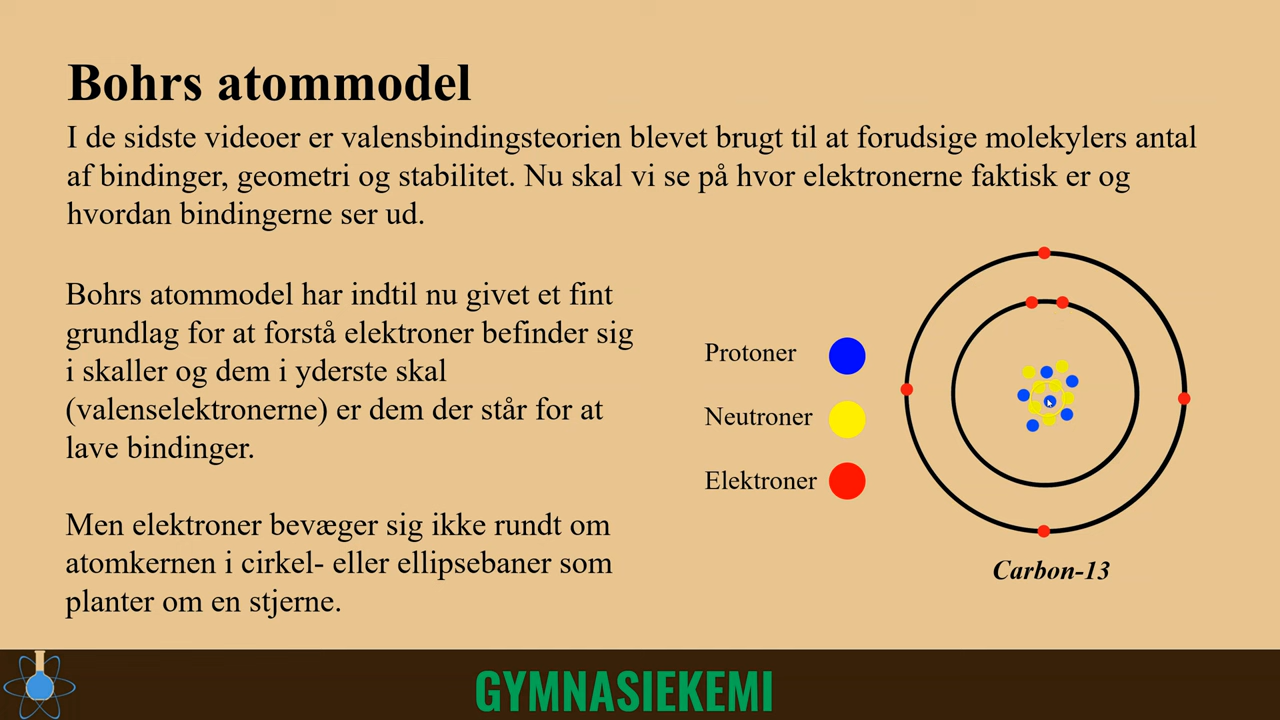 Bohrs atommodel
I de sidste videoer er valensbindingsteorien blevet brugt til at forudsige molekylers antal
af bindinger, geometri og stabilitet. Nu skal vi se på hvor elektronerne faktisk er og
hvordan bindingerne ser ud.
Bohrs atommodel har indtil nu givet et fint
grundlag for at forstå elektroner befinder sig
i skaller og dem i yderste skal
(valenselektronerne) er dem der står for at
lave bindinger.
Men elektroner bevæger sig ikke rundt om
atomkernen i cirkel- eller ellipsebaner som
planter om en stjerne.
Protoner
Neutroner
Elektroner
Carbon-13
GYMNASIEKEMI